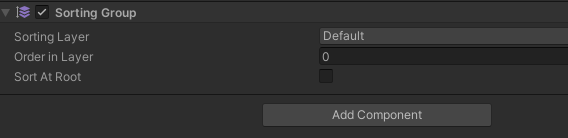 Sorting Group
Sorting Layer Default
Order in Layer 0
Sort At Root
Add Component